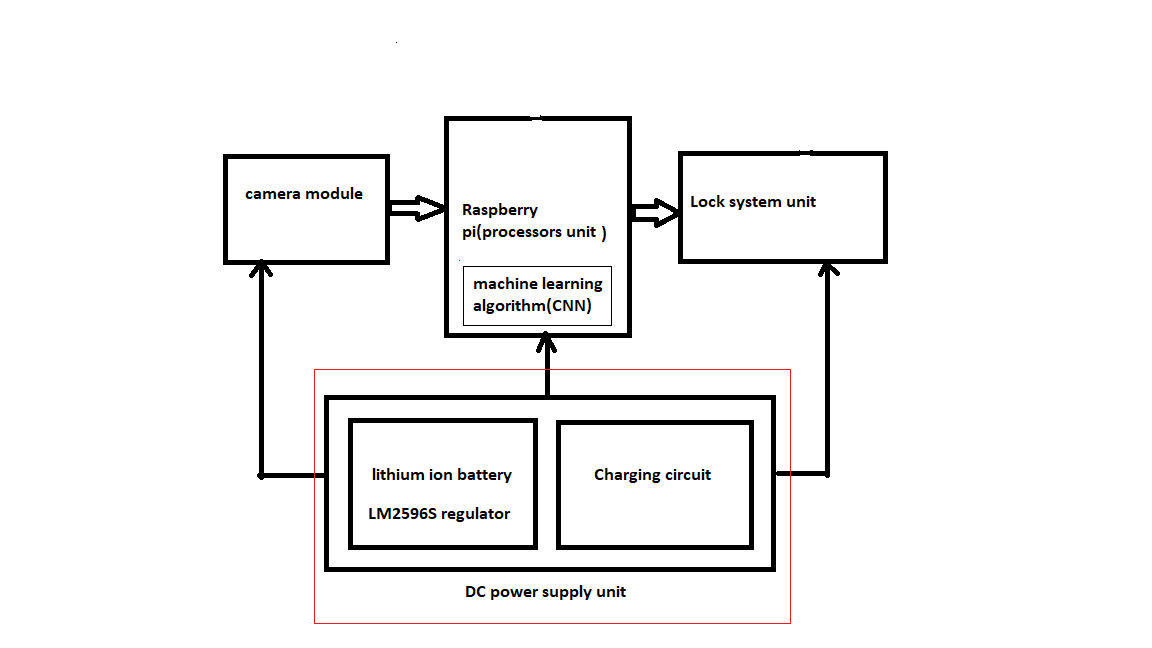 camera module
Raspberry
pi(processors unit )
machine learning
algorithm(CNN)
Lock system unit
lithium ion battery
LM2596S regulator
Charging circuit
DC power supply unit